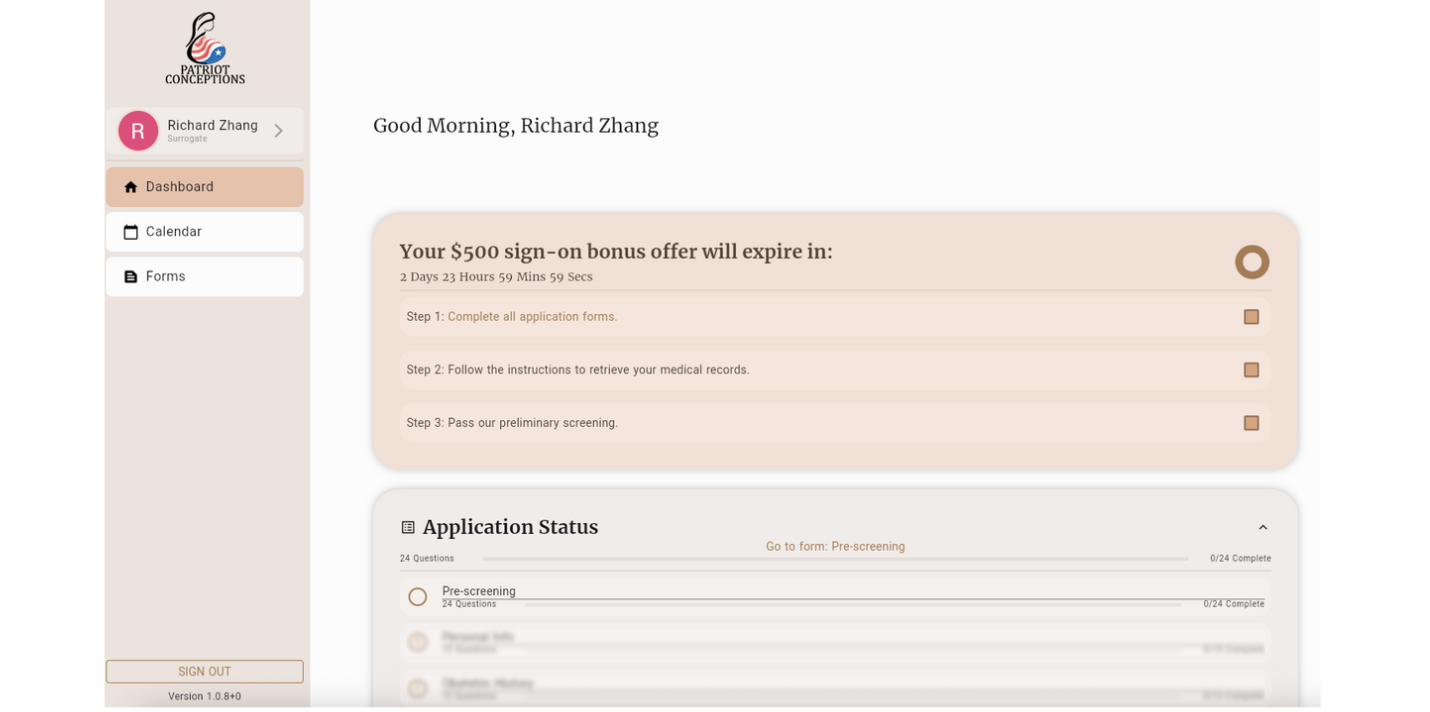 PATRIOT
CONCEPTIONS
R
Richard Zhang
Surrogate
Dashboard
Calendar
Forms
SIGN OUT
Version 1.0.8+0
Good Morning, Richard Zhang
Your $500 sign-on bonus offer will expire in:
2 Days 23 Hours 59 Mins 59 Secs
Step 1: Complete all application forms.
Step 2: Follow the instructions to retrieve your medical records.
Step 3: Pass our preliminary screening.
Application Status
Go to form: Pre-screening
24 Questions 0/24 Complete
Pre-screening
24 Questions 0/24 Complete
Personal Info
Obstetric History